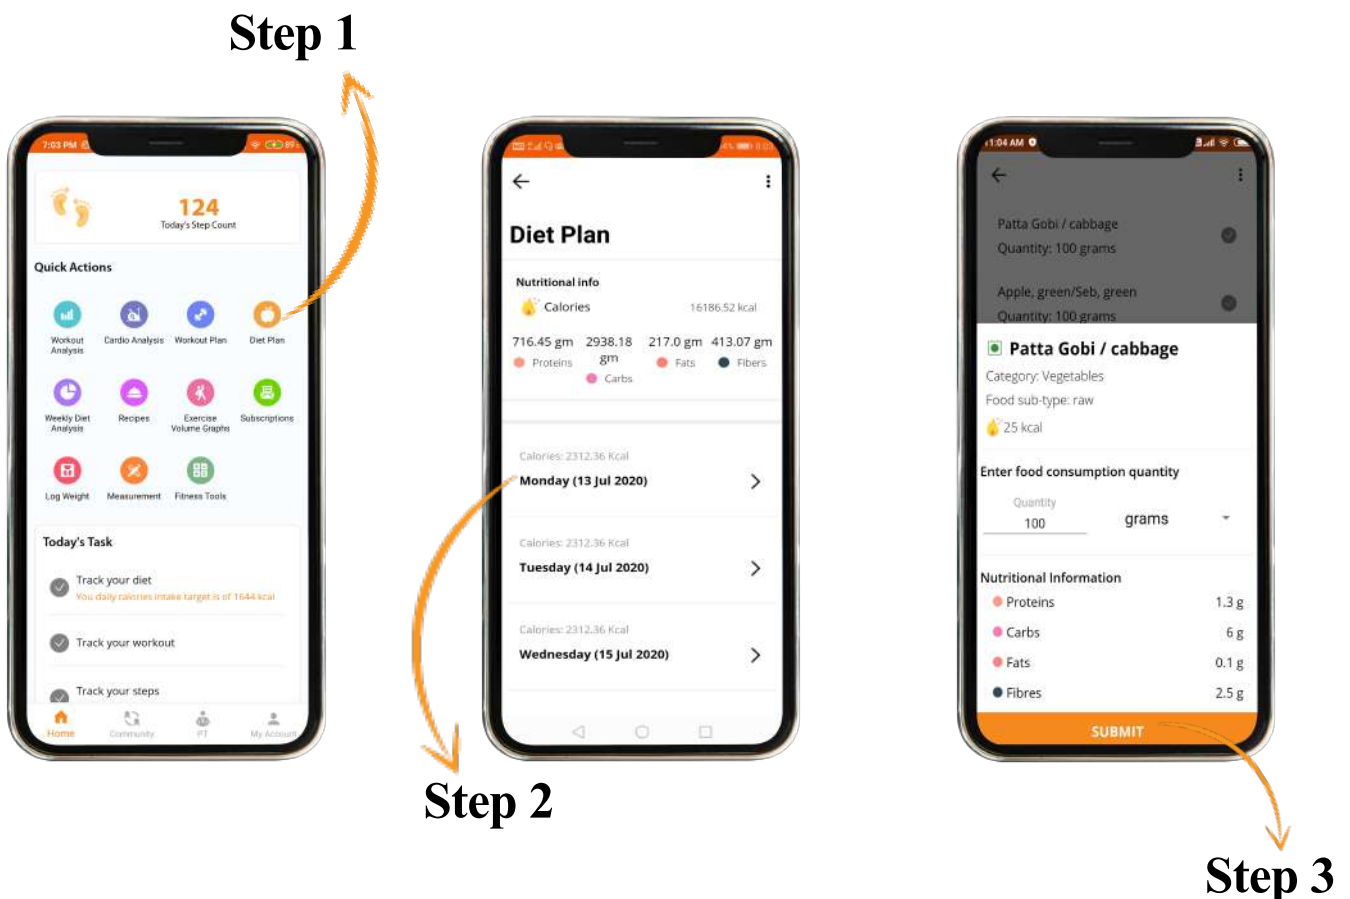 Step 1
7:03 PM
124
Today's Step Count
Quick Actions
Workout Analysis
Cardio Analysis
Workout Plan
Diet Plan
Weekly Diet Analysis
Recipes
Exercise Volume Graphs
Subscriptions
Log Weight
Measurement
Fitness Tools
Today's Task
Track your diet
You daily calories intake target is of 1644 kcal
Track your workout
Track your steps
Home
Community
PT
My Account
Diet Plan
Nutritional info
Calories
16186.52 kcal
716.45 gm
Proteins
2938.18 gm
Carbs
217.0 gm
Fats
413.07 gm
Fibers
Calories: 2312.36 Kcal
Monday (13 Jul 2020)
Calories: 2312.36 Kcal
Tuesday (14 Jul 2020)
Calories: 2312.36 Kcal
Wednesday (15 Jul 2020)
Step 2
1:04 AM
Patta Gobi / cabbage
Quantity: 100 grams
Apple, green/Seb, green
Quantity: 100 grams
Patta Gobi / cabbage
Category: Vegetables
Food sub-type: raw
25 kcal
Enter food consumption quantity
Quantity
100
grams
Nutritional Information
Proteins 1.3 g
Carbs 6 g
Fats 0.1 g
Fibres 2.5 g
SUBMIT
Step 3